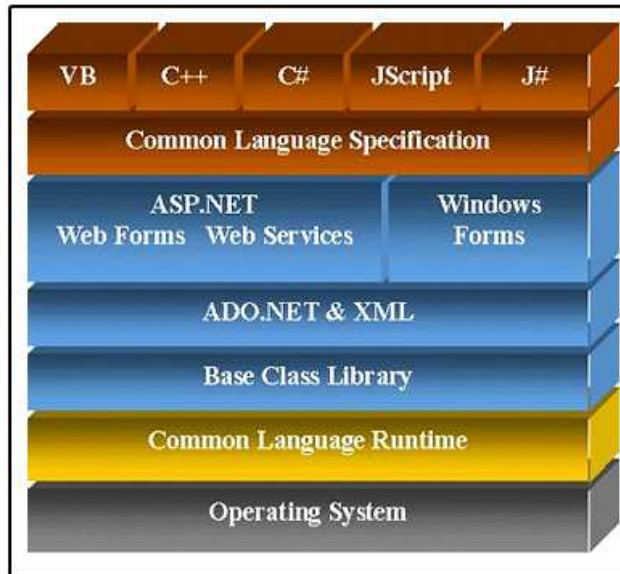 VB C++ C# JScript J#
Common Language Specification
ASP.NET Windows
Web Forms Web Services Forms
ADO.NET & XML
Base Class Library
Common Language Runtime
Operating System